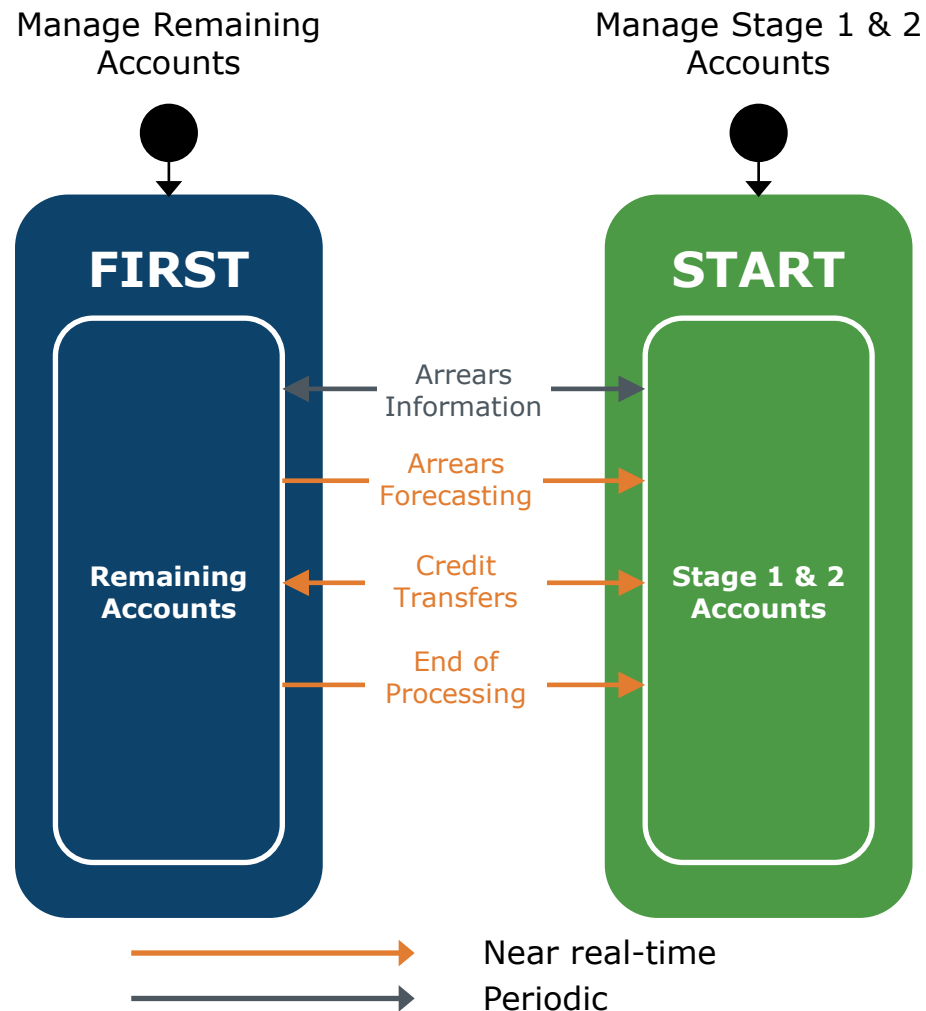 Manage Remaining
Accounts
Manage Stage 1 & 2
Accounts
FIRST
START
Arrears
Information
Arrears
Forecasting
Remaining
Accounts
Credit
Transfers
Stage 1 & 2
Accounts
End of
Processing
Near real-time
Periodic